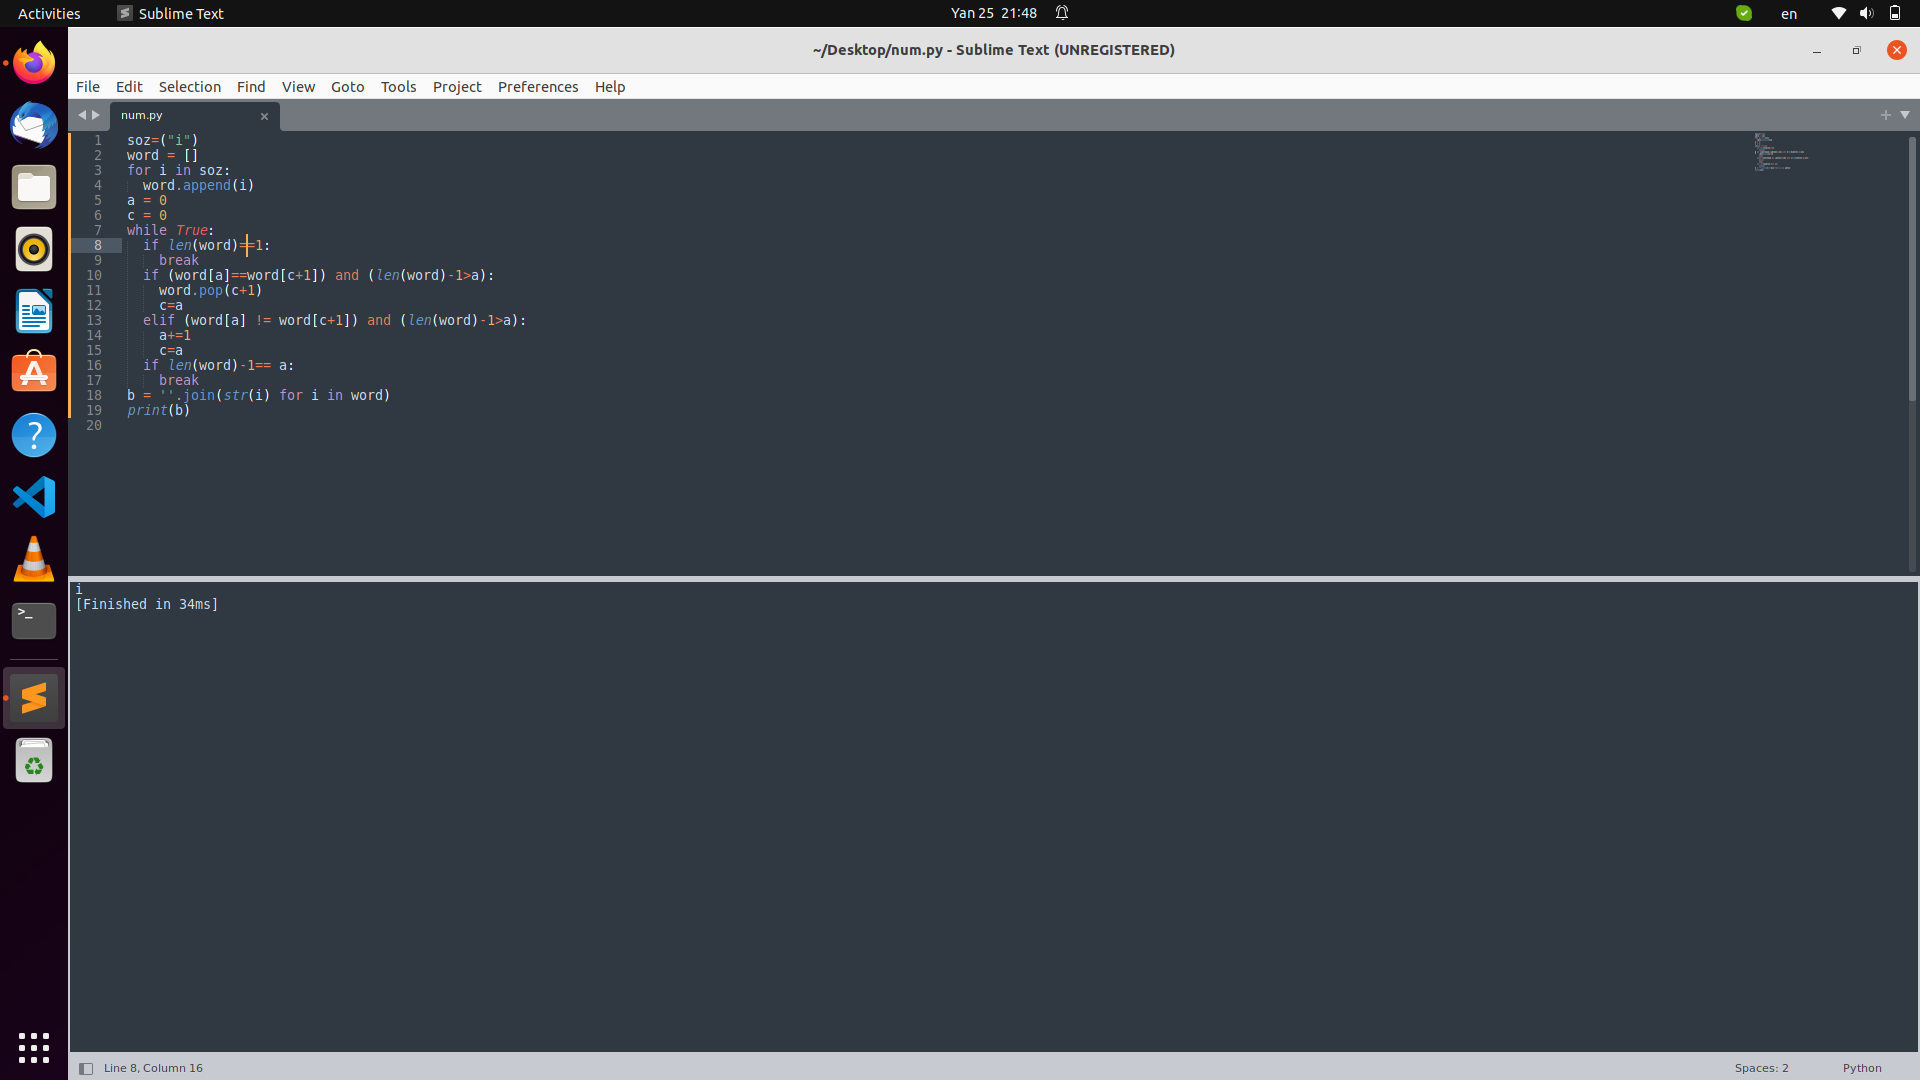 Activities Sublime Text Yan 25 21:48 en
~/Desktop/num.py - Sublime Text (UNREGISTERED)
File Edit Selection Find View Goto Tools Project Preferences Help
num.py
1 soz=("i")
2 word = []
3 for i in soz:
4 word.append(i)
5 a = 0
6 c = 0
7 while True:
8 if len(word)==1:
9 break
10 if (word[a]==word[c+1]) and (len(word)-1>a):
11 word.pop(c+1)
12 c=a
13 elif (word[a] != word[c+1]) and (len(word)-1>a):
14 a+=1
15 c=a
16 if len(word)-1== a:
17 break
18 b = ''.join(str(i) for i in word)
19 print(b)
20
i
[Finished in 34ms]
Line 8, Column 16 Spaces: 2 Python